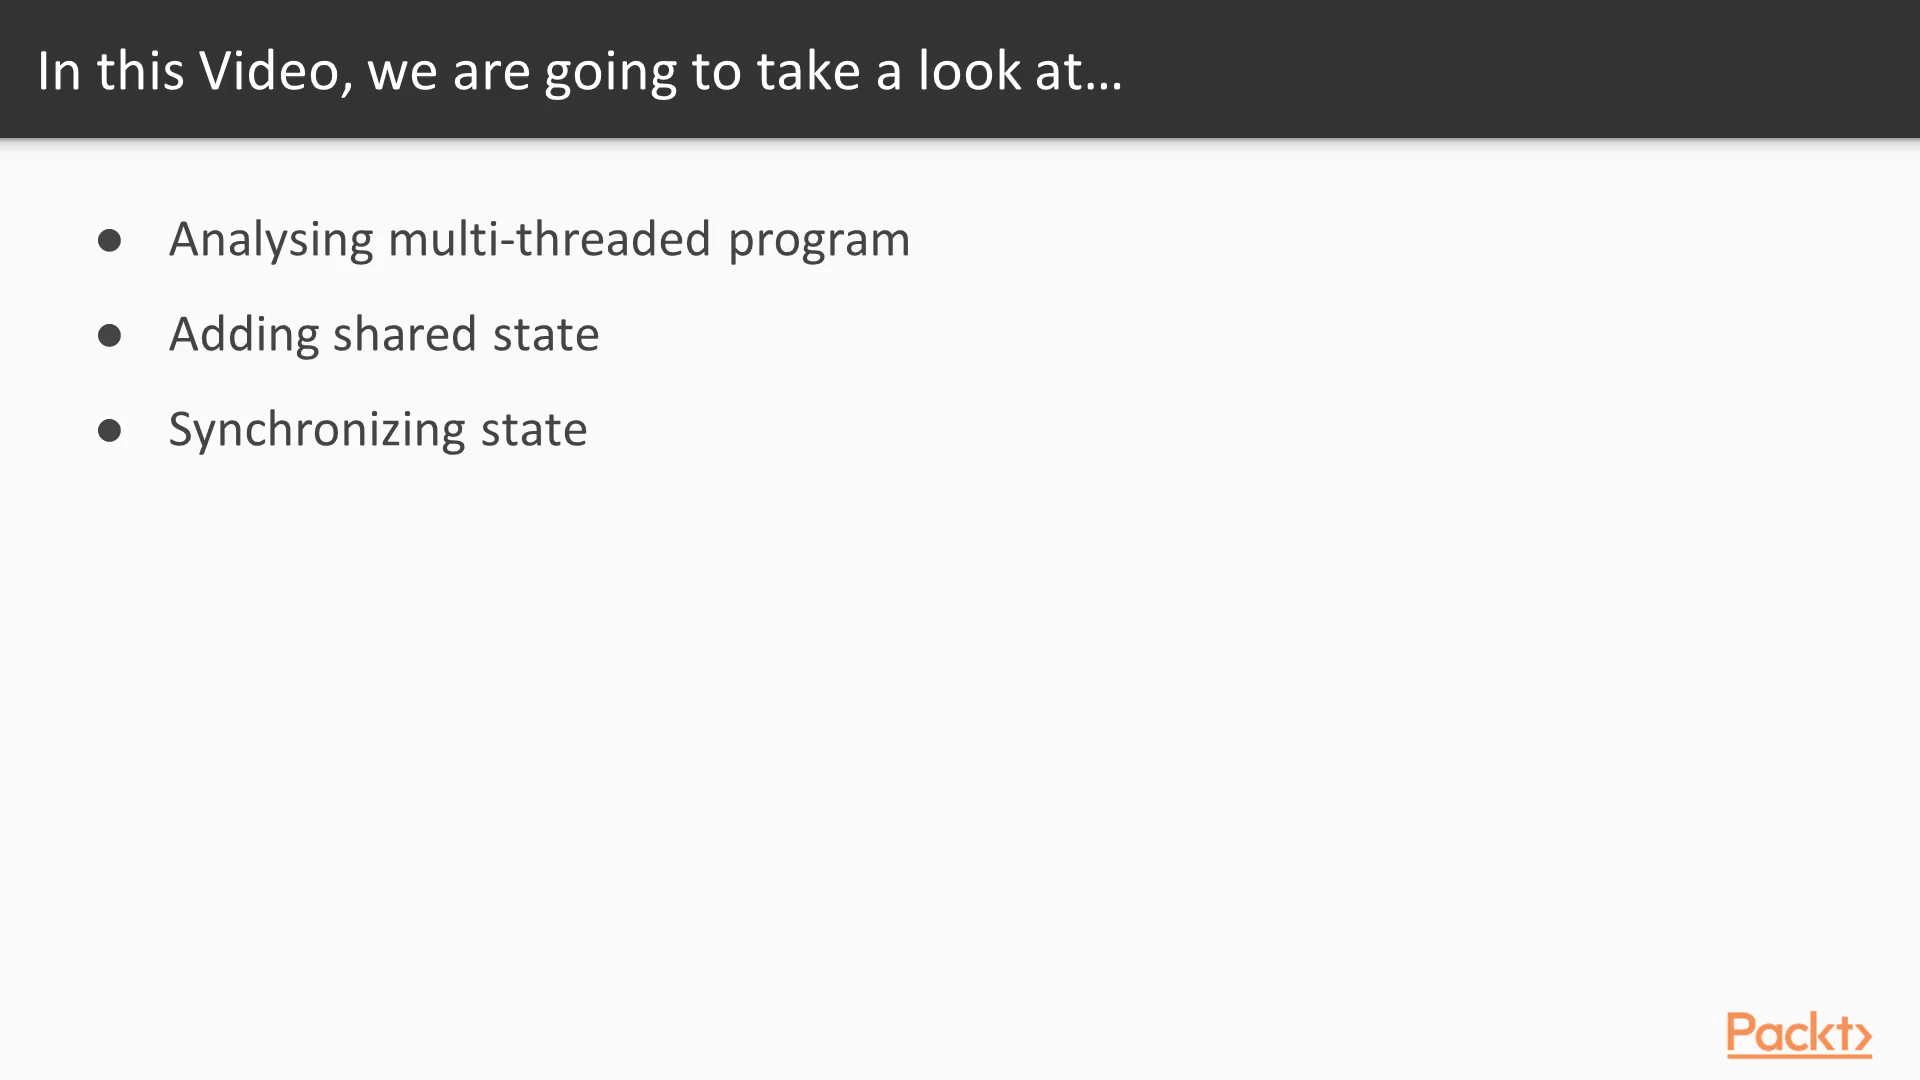 In this Video, we are going to take a look at...
● Analysing multi-threaded program
● Adding shared state
● Synchronizing state
Packt>